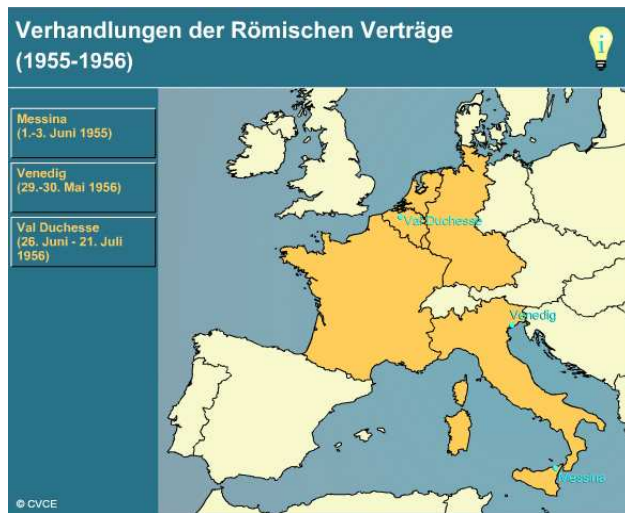 Verhandlungen der Römischen Verträge
(1955-1956)
i
Messina
(1.-3. Juni 1955)
Venedig
(29.-30. Mai 1956)
Val Duchesse
(26. Juni - 21. Juli
1956)
Val Duchesse
Venedig
Messina
© CVCE